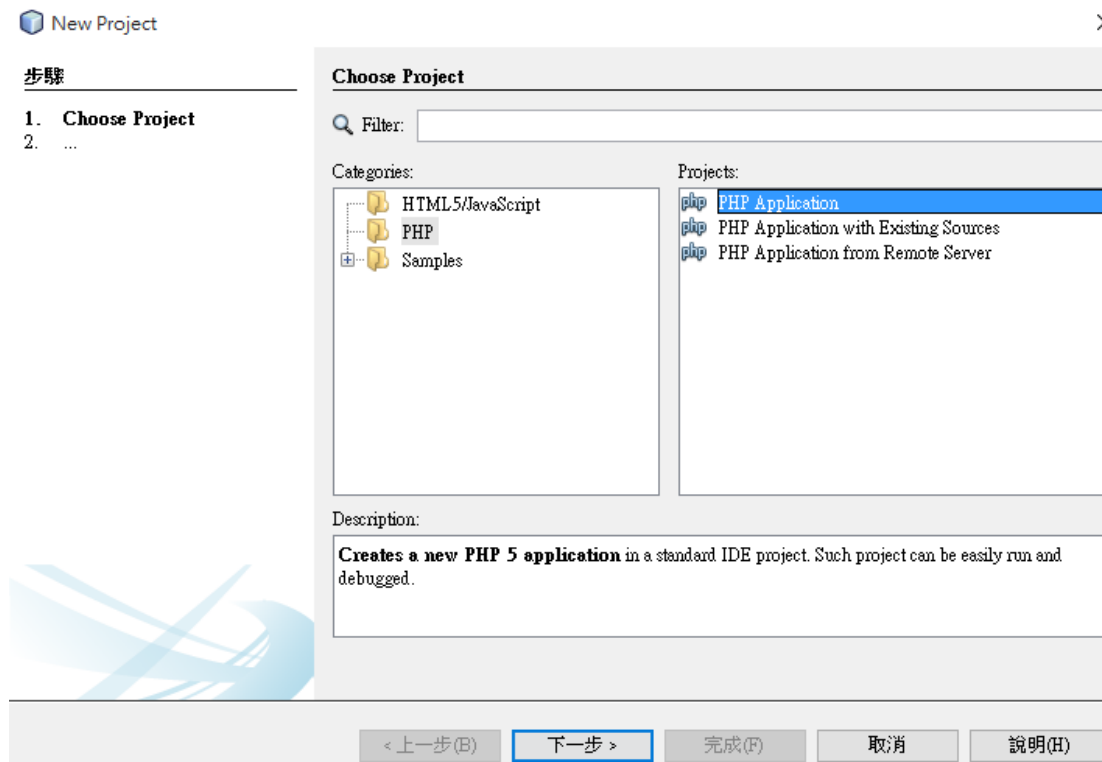 New Project
步驟
1. Choose Project
2. ...
Choose Project
Filter:
Categories:
HTML5/JavaScript
PHP
Samples
Projects:
php PHP Application
php PHP Application with Existing Sources
php PHP Application from Remote Server
Description:
Creates a new PHP 5 application in a standard IDE project. Such project can be easily run and
debugged.
<上一步(B) 下一步 > 完成(F) 取消 說明(H)